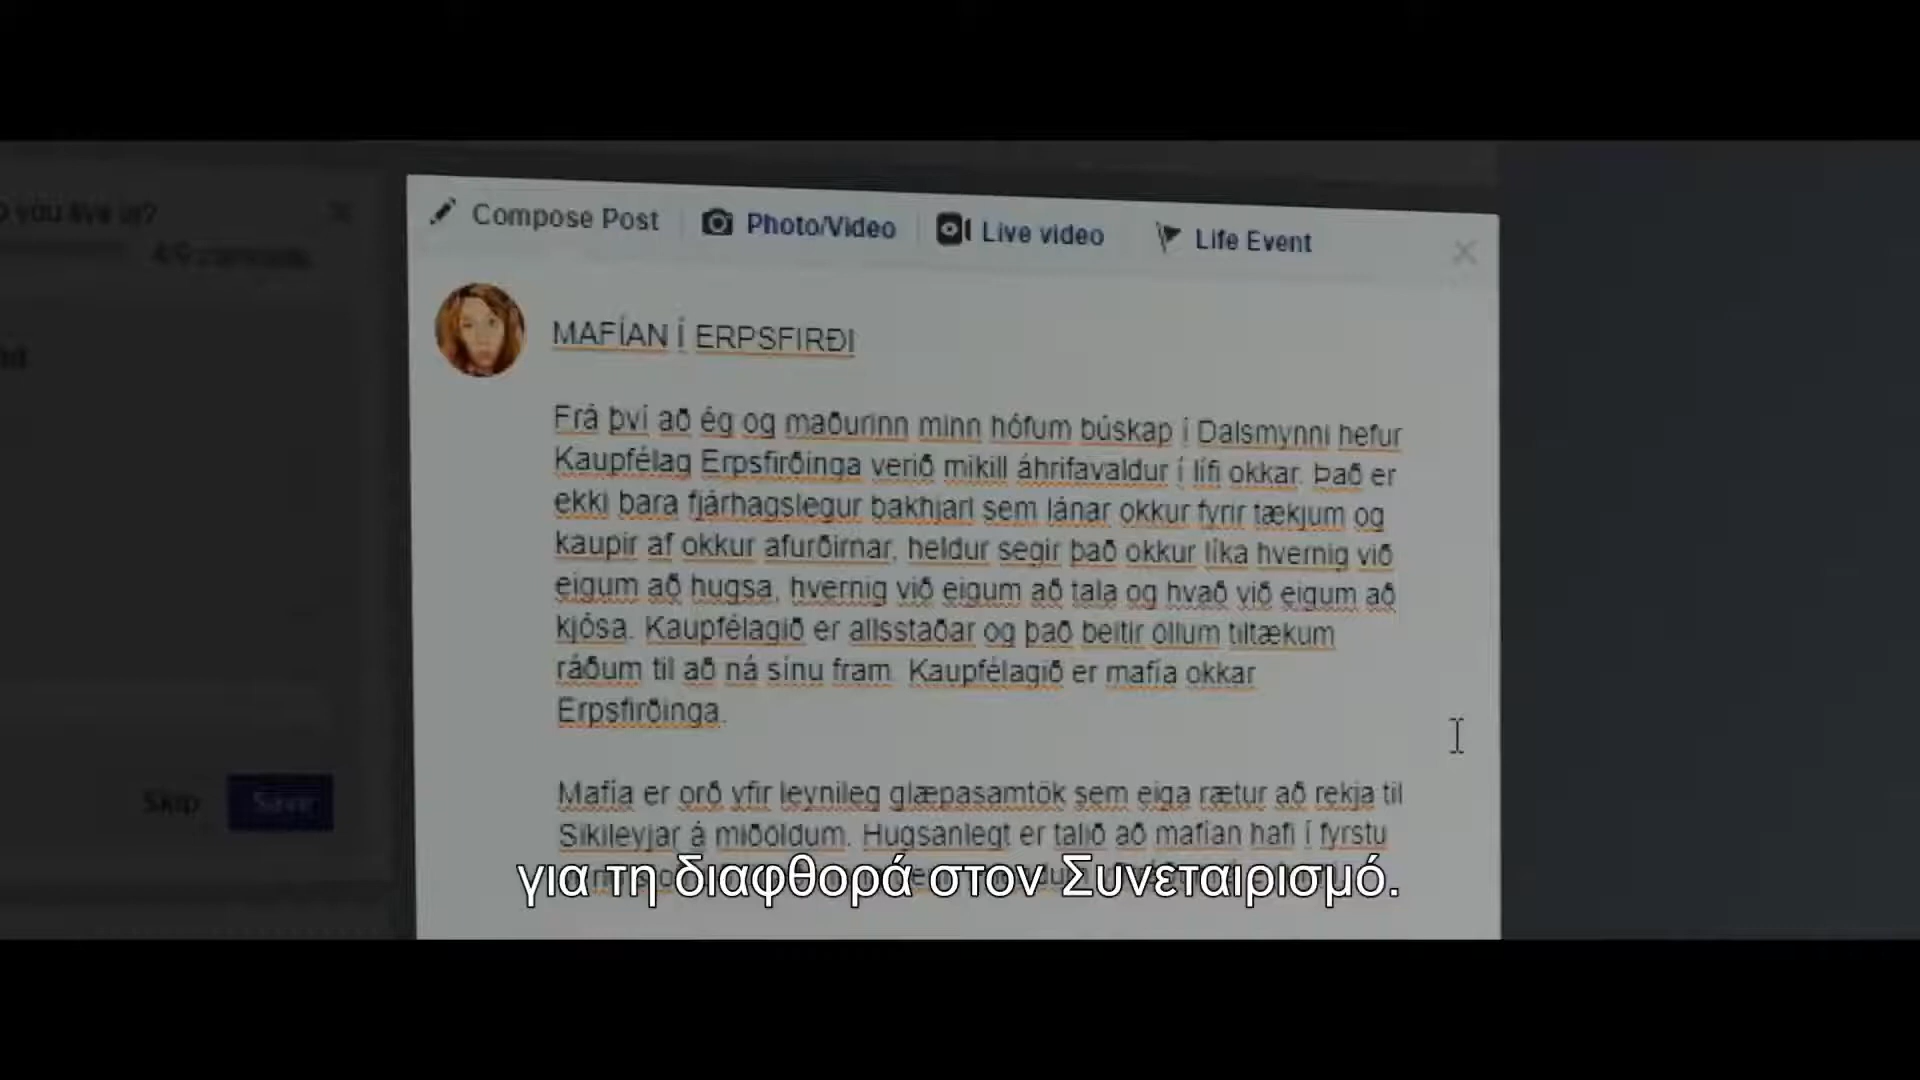 o you live in?
Compose Post
Photo/Video
Live video
Life Event
MAFÍAN Í ERPSFIRÐI
Frá því að ég og maðurinn minn hófum búskap í Dalsmynni hefur
Kaupfélag Erpsfirðinga verið mikill áhrifavaldur í lífi okkar. Það er
ekki bara fjárhagslegur bakhjarl sem lánar okkur fyrir tækjum og
kaupir af okkur afurðirnar, heldur segir það okkur líka hvernig við
eigum að hugsa, hvernig við eigum að tala og hvað við eigum að
kjósa. Kaupfélagið er allsstaðar og það beitir öllum tiltækum
ráðum til að ná sínu fram. Kaupfélagið er mafía okkar
Erpsfirðinga.
Skip
Save
Mafía er orð yfir leynileg glæpasamtök sem eiga rætur að rekja til
Sikileyjar á miðöldum. Hugsanlegt er talið að mafían hafi í fyrstu
για τη διαφθορά στον Συνεταιρισμό.